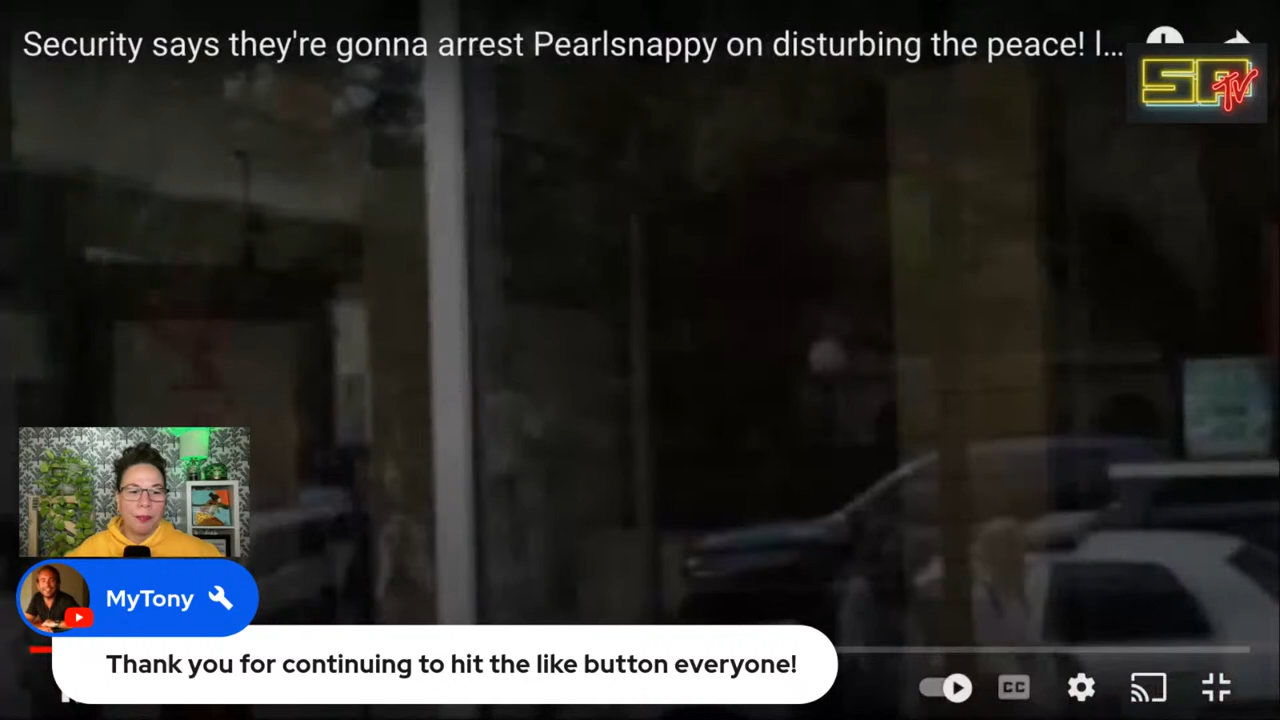 Security says they're gonna arrest Pearlsnappy on disturbing the peace! l...
SA TV
MyTony
Thank you for continuing to hit the like button everyone!
CC